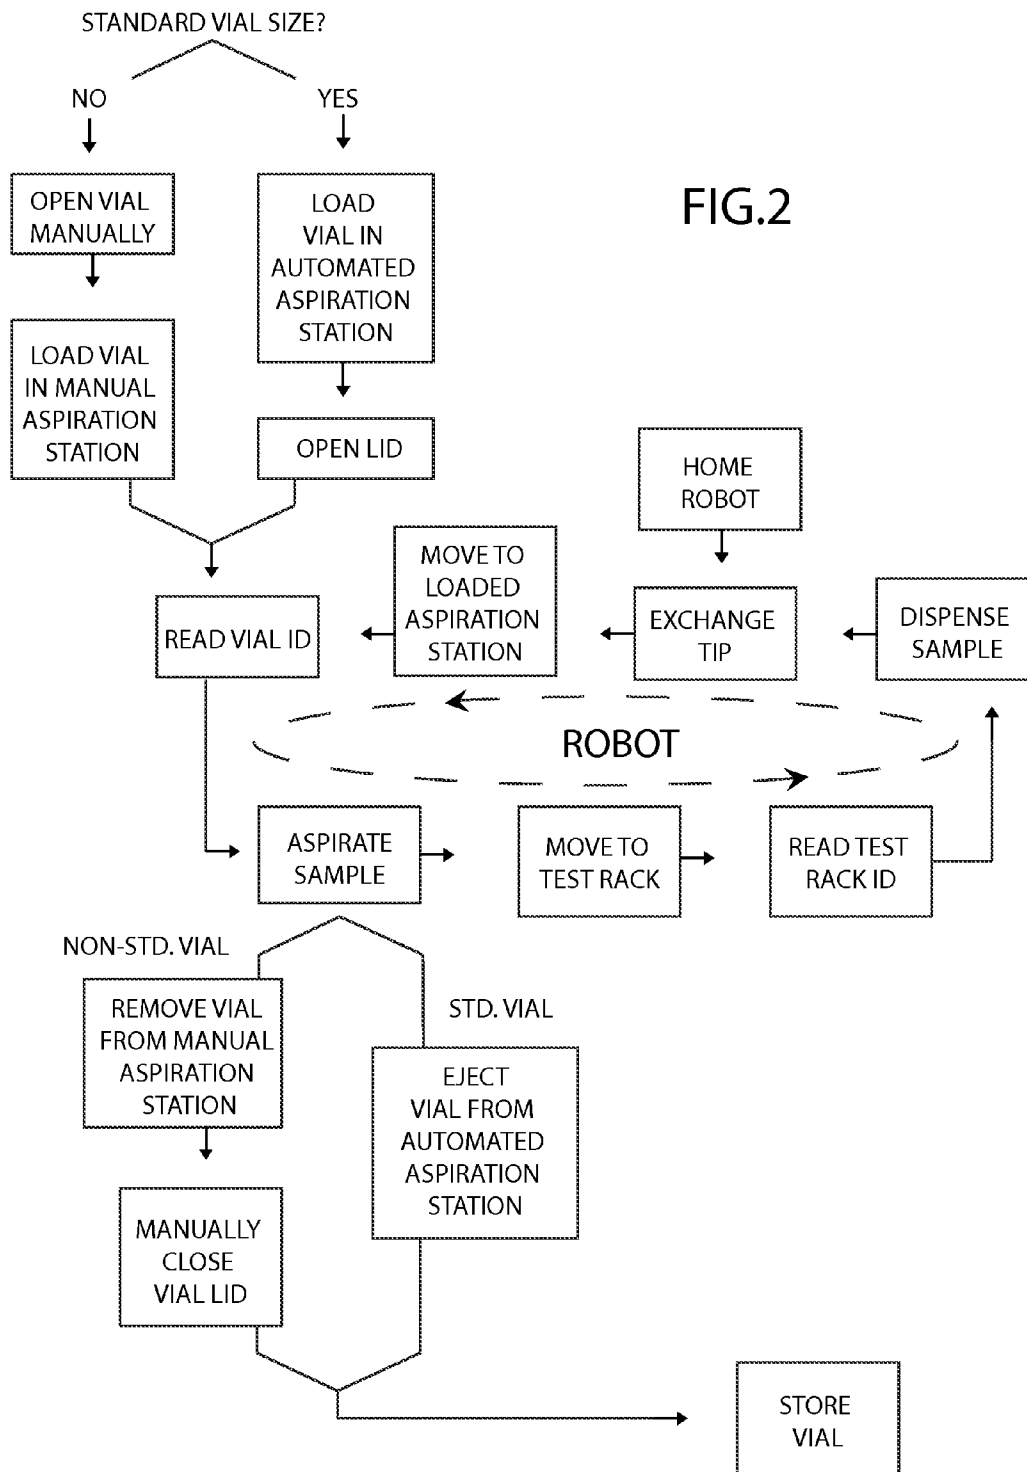 STANDARD VIAL SIZE?
NO
YES
OPEN VIAL
MANUALLY
LOAD
VIAL IN
AUTOMATED
ASPIRATION
STATION
FIG.2
LOAD VIAL
IN MANUAL
ASPIRATION
STATION
OPEN LID
HOME
ROBOT
READ VIAL ID
MOVE TO
LOADED
ASPIRATION
STATION
EXCHANGE
TIP
DISPENSE
SAMPLE
ROBOT
ASPIRATE
SAMPLE
MOVE TO
TEST RACK
READ TEST
RACK ID
NON-STD. VIAL
REMOVE VIAL
FROM MANUAL
ASPIRATION
STATION
STD. VIAL
EJECT
VIAL FROM
AUTOMATED
ASPIRATION
STATION
MANUALLY
CLOSE
VIAL LID
STORE
VIAL